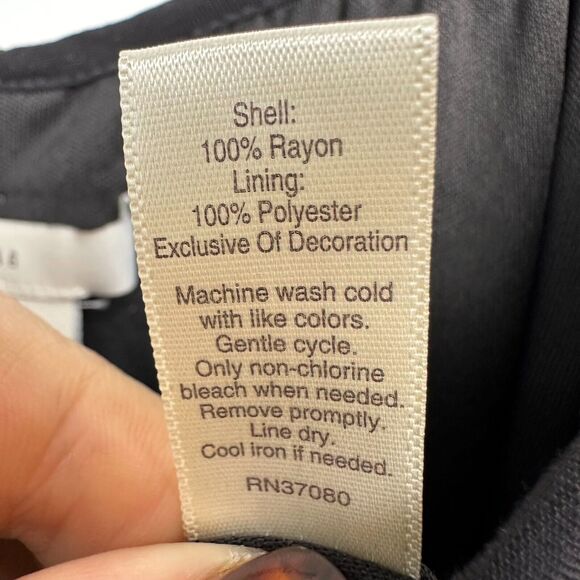 Shell:
100% Rayon
Lining:
100% Polyester
Exclusive Of Decoration
Machine wash cold
with like colors.
Gentle cycle.
Only non-chlorine
bleach when needed.
Remove promptly.
Line dry.
Cool iron if needed.
RN37080